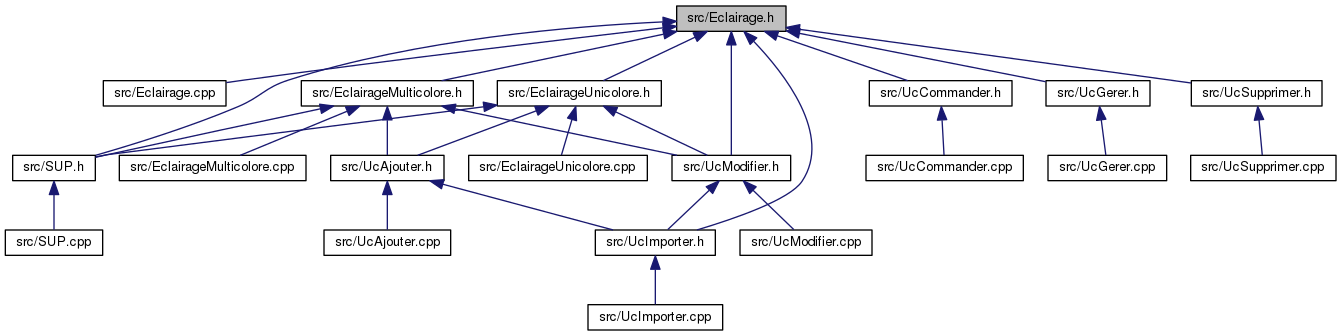 src/Eclairage.h
src/Eclairage.cpp
src/EclairageMulticolore.h
src/EclairageUnicolore.h
src/UcCommander.h
src/UcGerer.h
src/UcSupprimer.h
src/SUP.h
src/EclairageMulticolore.cpp
src/UcAjouter.h
src/EclairageUnicolore.cpp
src/UcModifier.h
src/UcCommander.cpp
src/UcGerer.cpp
src/UcSupprimer.cpp
src/SUP.cpp
src/UcAjouter.cpp
src/UcImporter.h
src/UcModifier.cpp
src/UcImporter.cpp